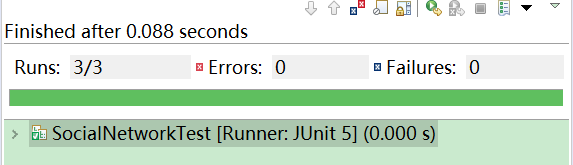 Finished after 0.088 seconds
Runs: 3/3 Errors: 0 Failures: 0
SocialNetworkTest [Runner: JUnit 5] (0.000 s)